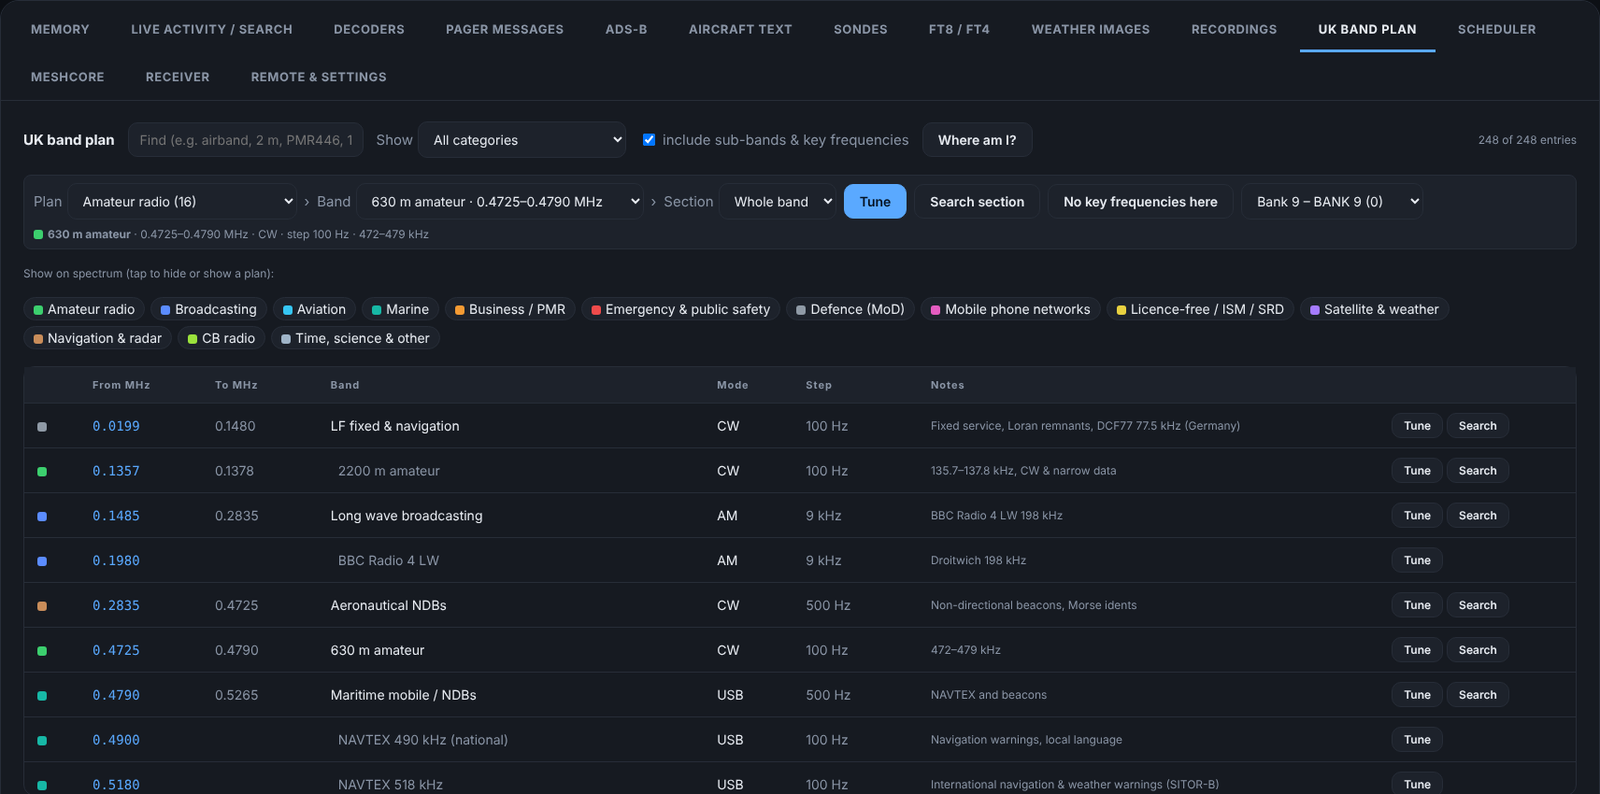 MEMORY LIVE ACTIVITY / SEARCH DECODERS PAGER MESSAGES ADS-B AIRCRAFT TEXT SONDES FT8 / FT4 WEATHER IMAGES RECORDINGS UK BAND PLAN SCHEDULER
MESHCORE RECEIVER REMOTE & SETTINGS
UK band plan Find (e.g. airband, 2 m, PMR446, 1 Show All categories include sub-bands & key frequencies Where am I? 248 of 248 entries
Plan Amateur radio (16) › Band 630 m amateur · 0.4725–0.4790 MHz › Section Whole band Tune Search section No key frequencies here Bank 9 – BANK 9 (0)
630 m amateur · 0.4725–0.4790 MHz · CW · step 100 Hz · 472–479 kHz
Show on spectrum (tap to hide or show a plan):
Amateur radio Broadcasting Aviation Marine Business / PMR Emergency & public safety Defence (MoD) Mobile phone networks Licence-free / ISM / SRD Satellite & weather
Navigation & radar CB radio Time, science & other
From MHz To MHz Band Mode Step Notes
0.0199 0.1480 LF fixed & navigation CW 100 Hz Fixed service, Loran remnants, DCF77 77.5 kHz (Germany) Tune Search
0.1357 0.1378 2200 m amateur CW 100 Hz 135.7–137.8 kHz, CW & narrow data Tune Search
0.1485 0.2835 Long wave broadcasting AM 9 kHz BBC Radio 4 LW 198 kHz Tune Search
0.1980 BBC Radio 4 LW AM 9 kHz Droitwich 198 kHz Tune
0.2835 0.4725 Aeronautical NDBs CW 500 Hz Non-directional beacons, Morse idents Tune Search
0.4725 0.4790 630 m amateur CW 100 Hz 472–479 kHz Tune Search
0.4790 0.5265 Maritime mobile / NDBs USB 500 Hz NAVTEX and beacons Tune Search
0.4900 NAVTEX 490 kHz (national) USB 100 Hz Navigation warnings, local language Tune
0.5180 NAVTEX 518 kHz USB 100 Hz International navigation & weather warnings (SITOR-B) Tune